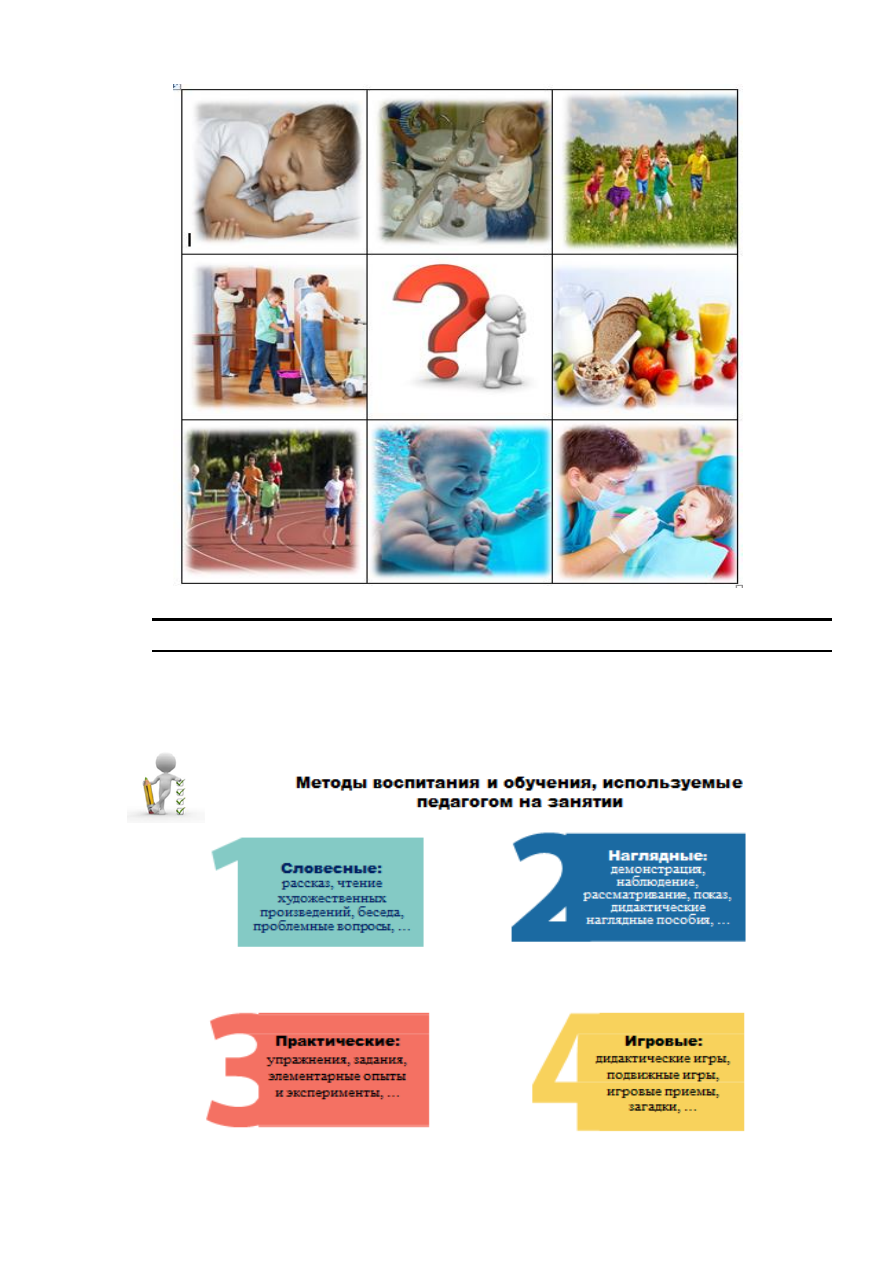 Методы воспитания и обучения, используемые
педагогом на занятии
1
Словесные:
рассказ, чтение
художественных
произведений, беседа,
проблемные вопросы, ...
2
Наглядные:
демонстрация,
наблюдение,
рассматривание, показ,
дидактические
наглядные пособия, ...
3
Практические:
упражнения, задания,
элементарные опыты
и эксперименты, ...
4
Игровые:
дидактические игры,
подвижные игры,
игровые приемы,
загадки, ...